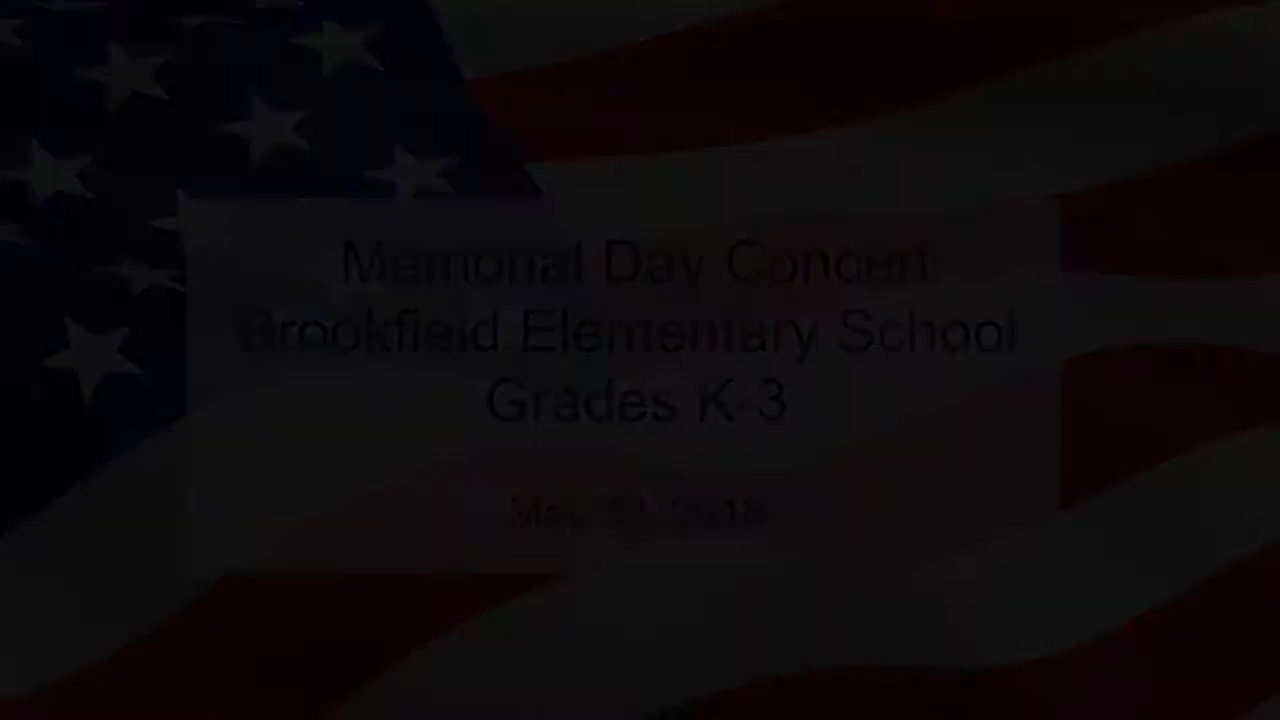 Memorial Day Concert
Brookfield Elementary School
Grades K-3
May